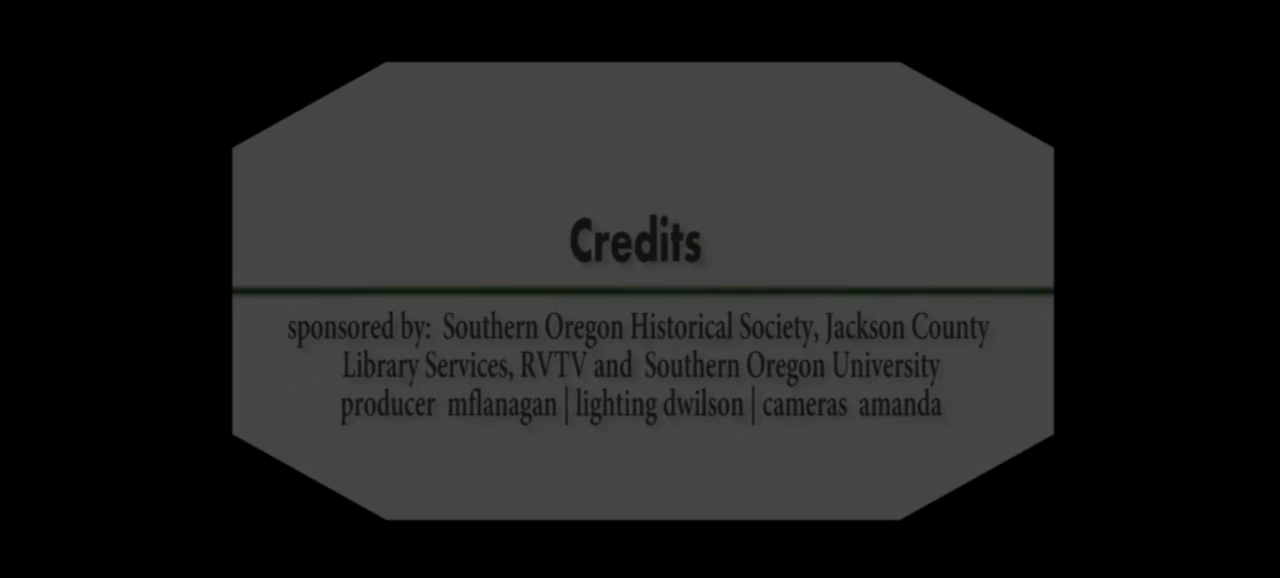 Credits
sponsored by: Southern Oregon Historical Society, Jackson County
Library Services, RVTV and Southern Oregon University
producer mflanagan | lighting dwilson | cameras amanda